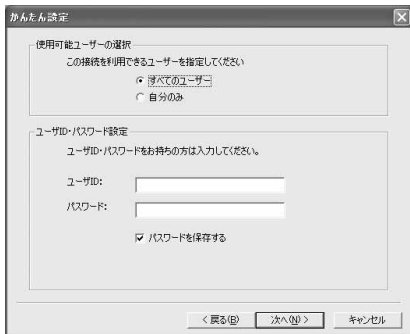 かんたん設定
使用可能ユーザーの選択
この接続を利用できるユーザーを指定してください
すべてのユーザー
自分のみ
ユーザID・パスワード設定
ユーザID・パスワードをお持ちの方は入力してください。
ユーザID:
パスワード:
パスワードを保存する
< 戻る(B) 次へ(N) > キャンセル